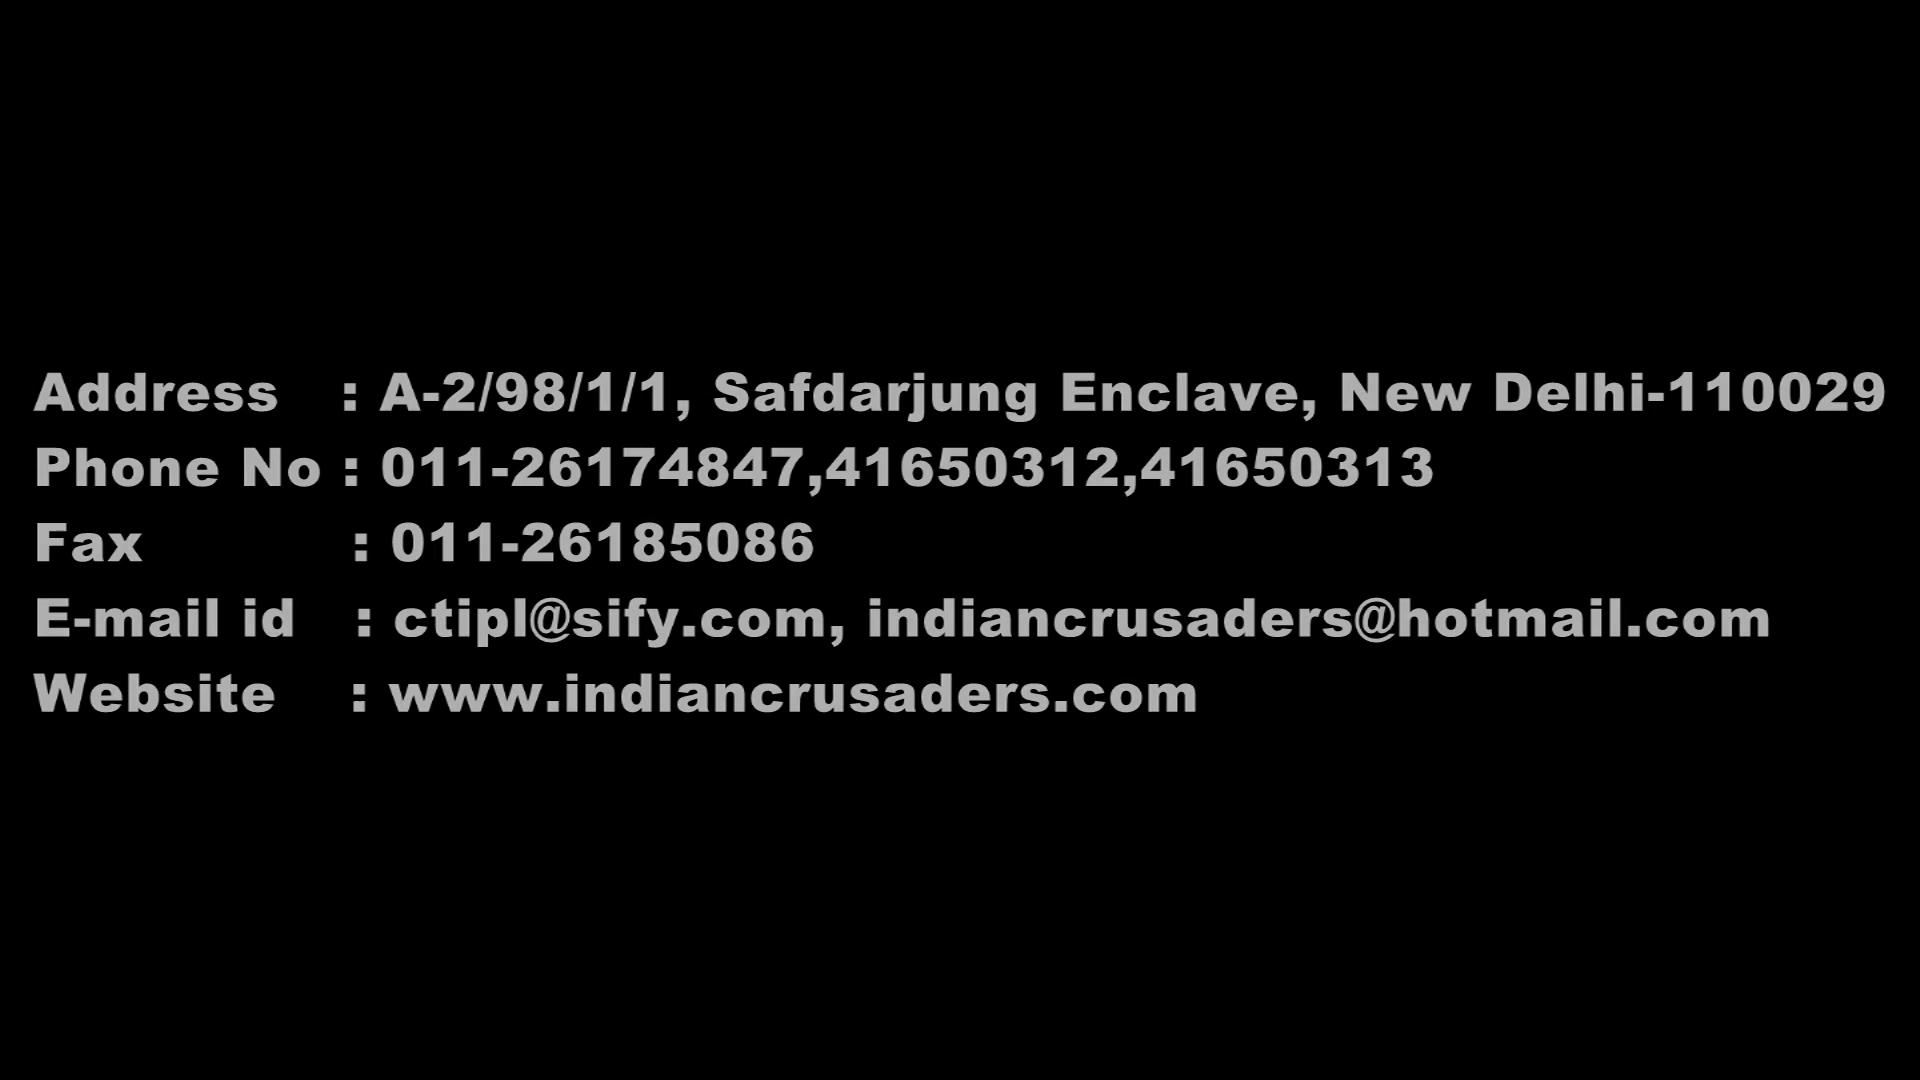 Address : A-2/98/1/1, Safdarjung Enclave, New Delhi-110029
Phone No : 011-26174847,41650312,41650313
Fax : 011-26185086
E-mail id : ctipl@sify.com, indiancrusaders@hotmail.com
Website : www.indiancrusaders.com